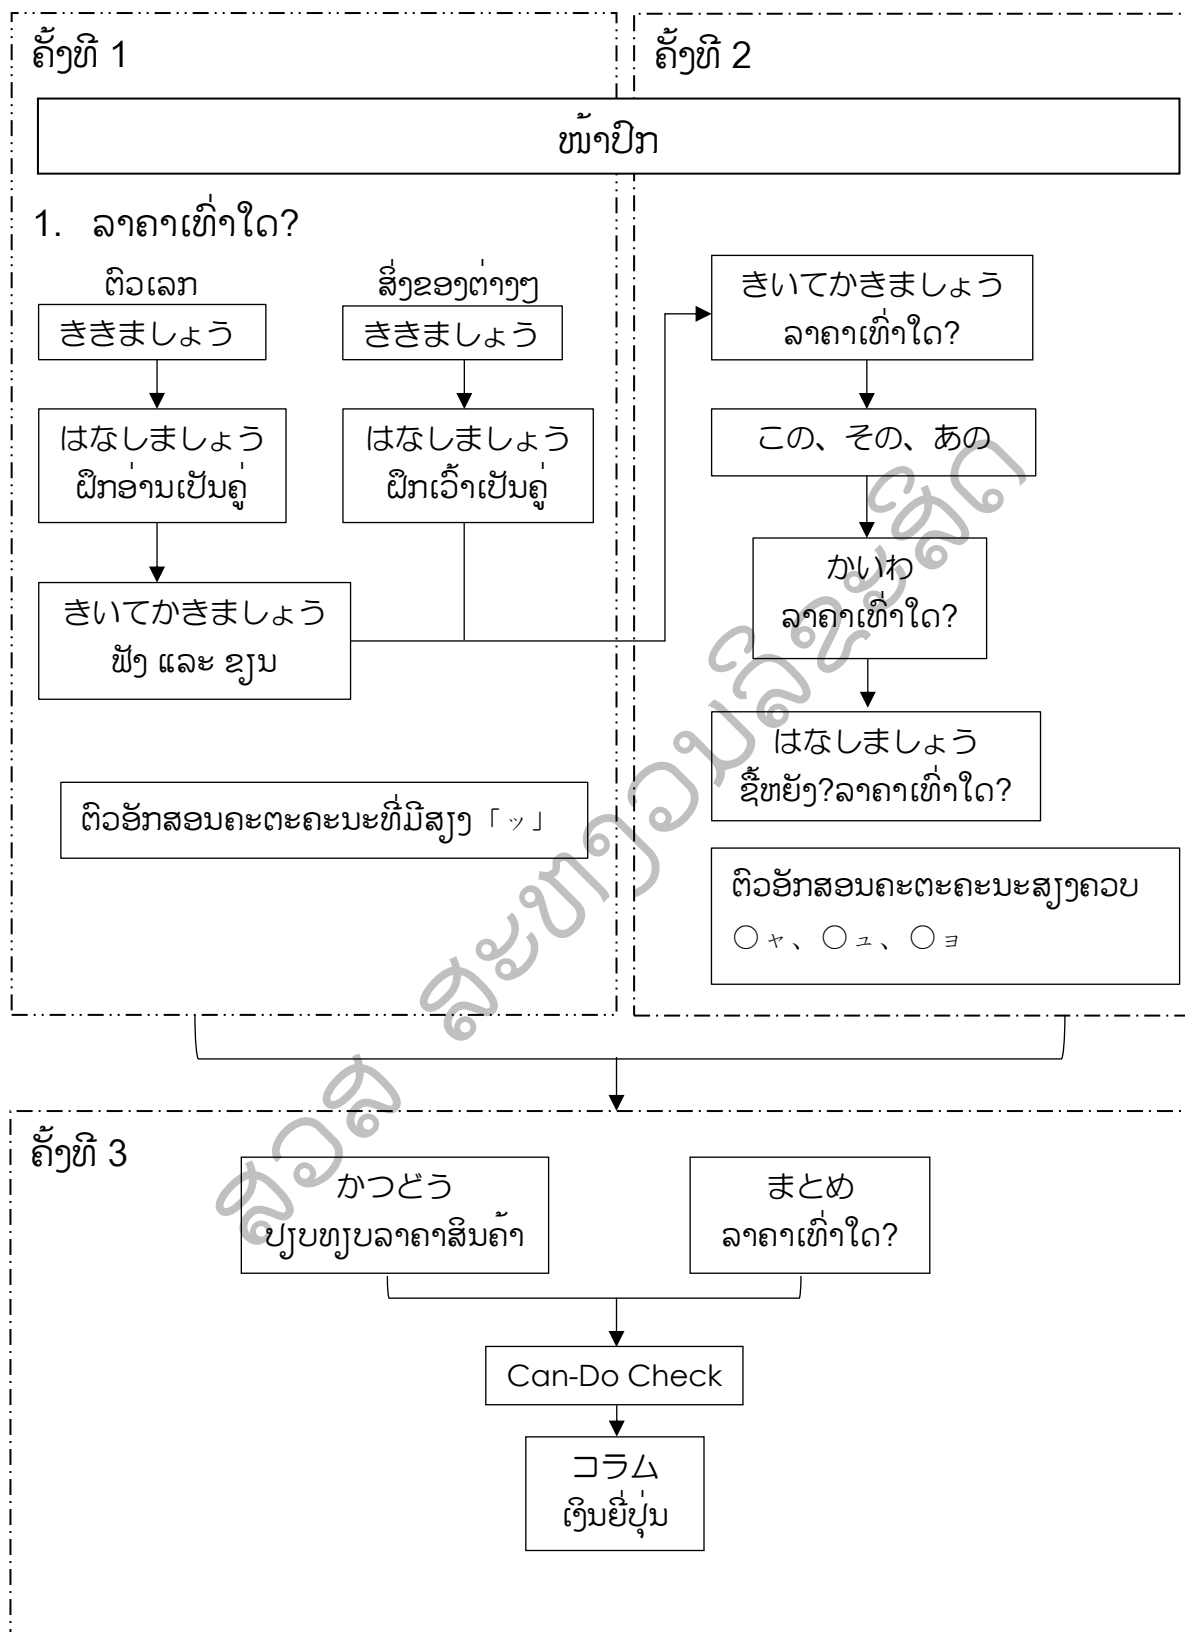 ຄັ້ງທີ 1
ຄັ້ງທີ 2
ໜ້າປົກ
1. ລາຄາເທົ່າໃດ?
ຕົວເລກ
ききましょう
はなしましょう
ຝຶກອ່ານເປັນຄູ່
きいてかきましょう
ຟັງ ແລະ ຂຽນ
ສິ່ງຂອງຕ່າງໆ
ききましょう
はなしましょう
ຝຶກເວົ້າເປັນຄູ່
ຕົວອັກສອນຄະຕະຄະນະທີ່ມີສຽງ「ッ」
きいてかきましょう
ລາຄາເທົ່າໃດ?
この、その、あの
かいわ
ລາຄາເທົ່າໃດ?
はなしましょう
ຊື້ຫຍັງ?ລາຄາເທົ່າໃດ?
ຕົວອັກສອນຄະຕະຄະນະສຽງຄວບ
○ャ、○ュ、○ョ
ຄັ້ງທີ 3
かつどう
ປຽບທຽບລາຄາສິນຄ້າ
まとめ
ລາຄາເທົ່າໃດ?
Can-Do Check
コラム
ເງິນຍີ່ປຸ່ນ
ສວສ ສະຫງວນລິຂະສິດ